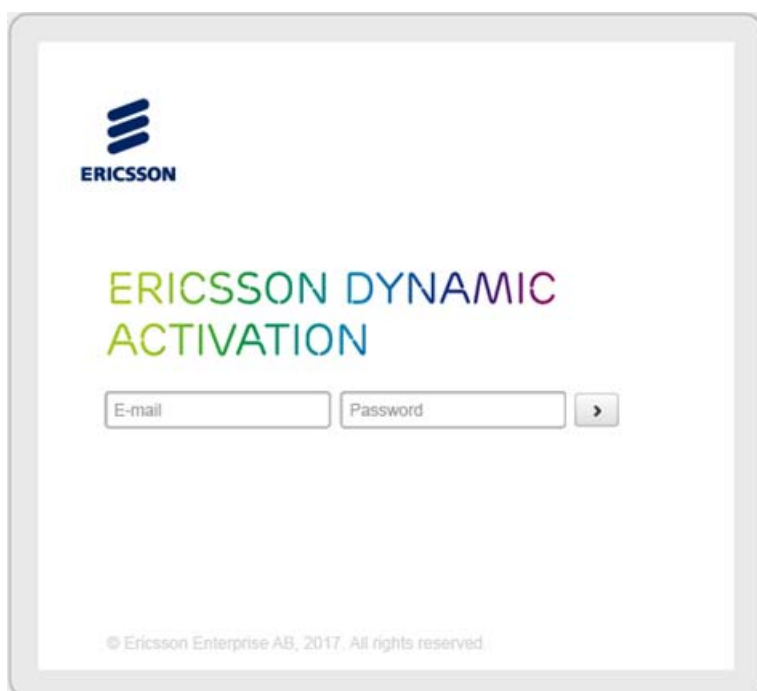 ERICSSON
ERICSSON DYNAMIC
ACTIVATION
E-mail Password
© Ericsson Enterprise AB, 2017. All rights reserved.